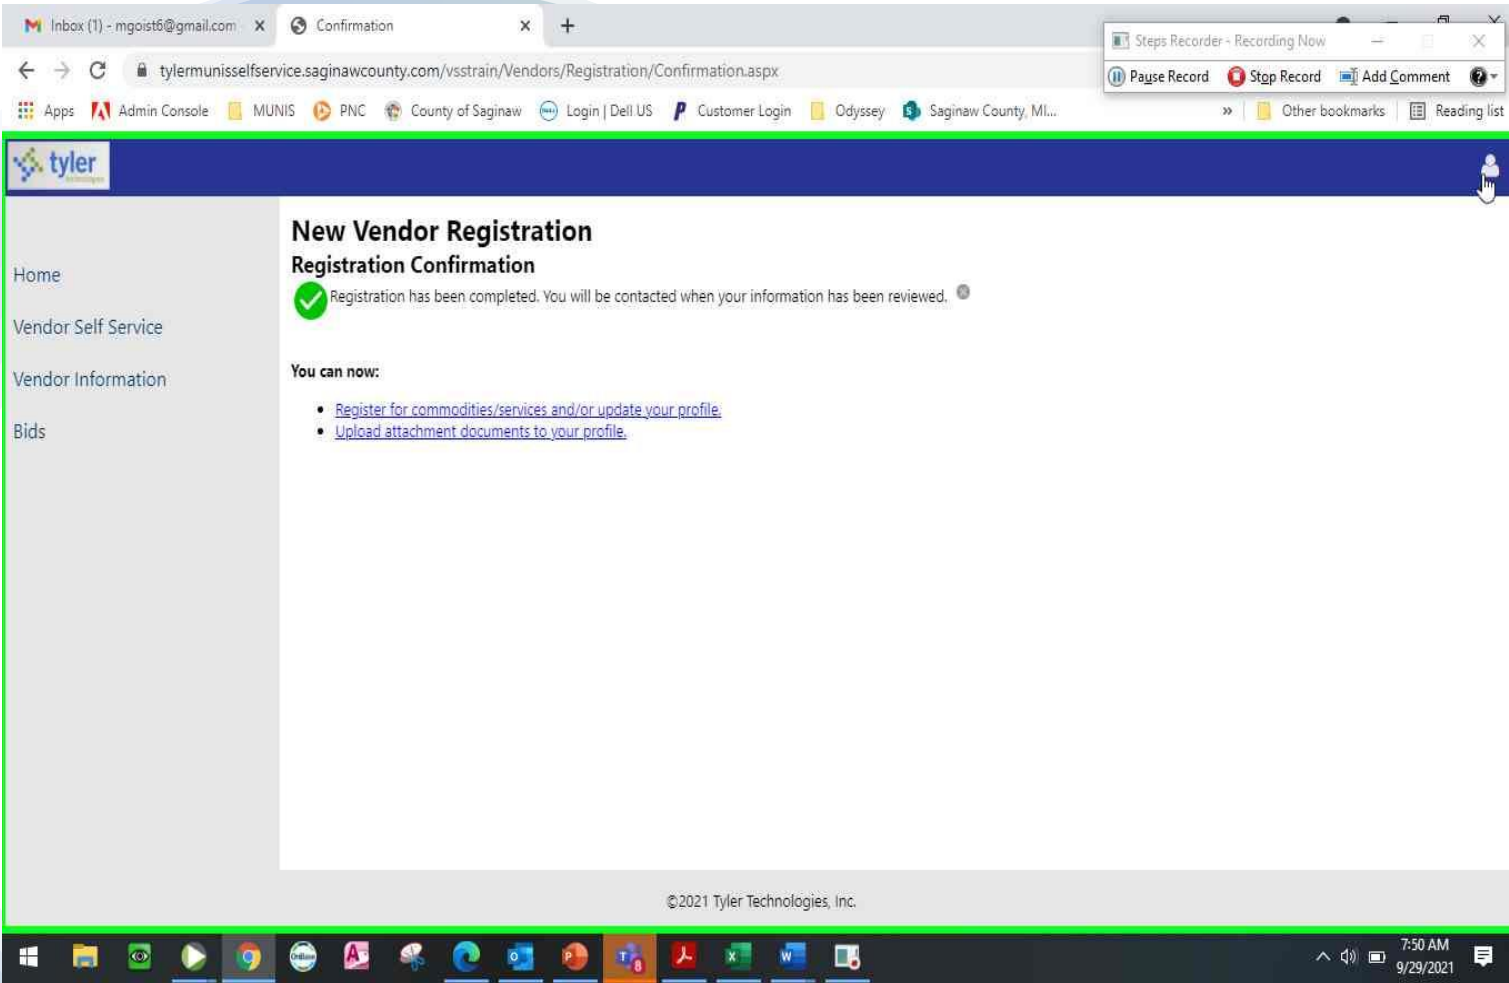 Inbox (1) - mgoist6@gmail.com
Confirmation
Steps Recorder - Recording Now
tylermunisselfservice.saginawcounty.com/vsstrain/Vendors/Registration/Confirmation.aspx
Pause Record Stop Record Add Comment
Apps Admin Console MUNIS PNC County of Saginaw Login | Dell US Customer Login Odyssey Saginaw County, MI... » Other bookmarks Reading list
tyler
New Vendor Registration
Registration Confirmation
Registration has been completed. You will be contacted when your information has been reviewed.
Home
Vendor Self Service
Vendor Information
Bids
You can now:
• Register for commodities/services and/or update your profile.
• Upload attachment documents to your profile.
©2021 Tyler Technologies, Inc.
7:50 AM
9/29/2021